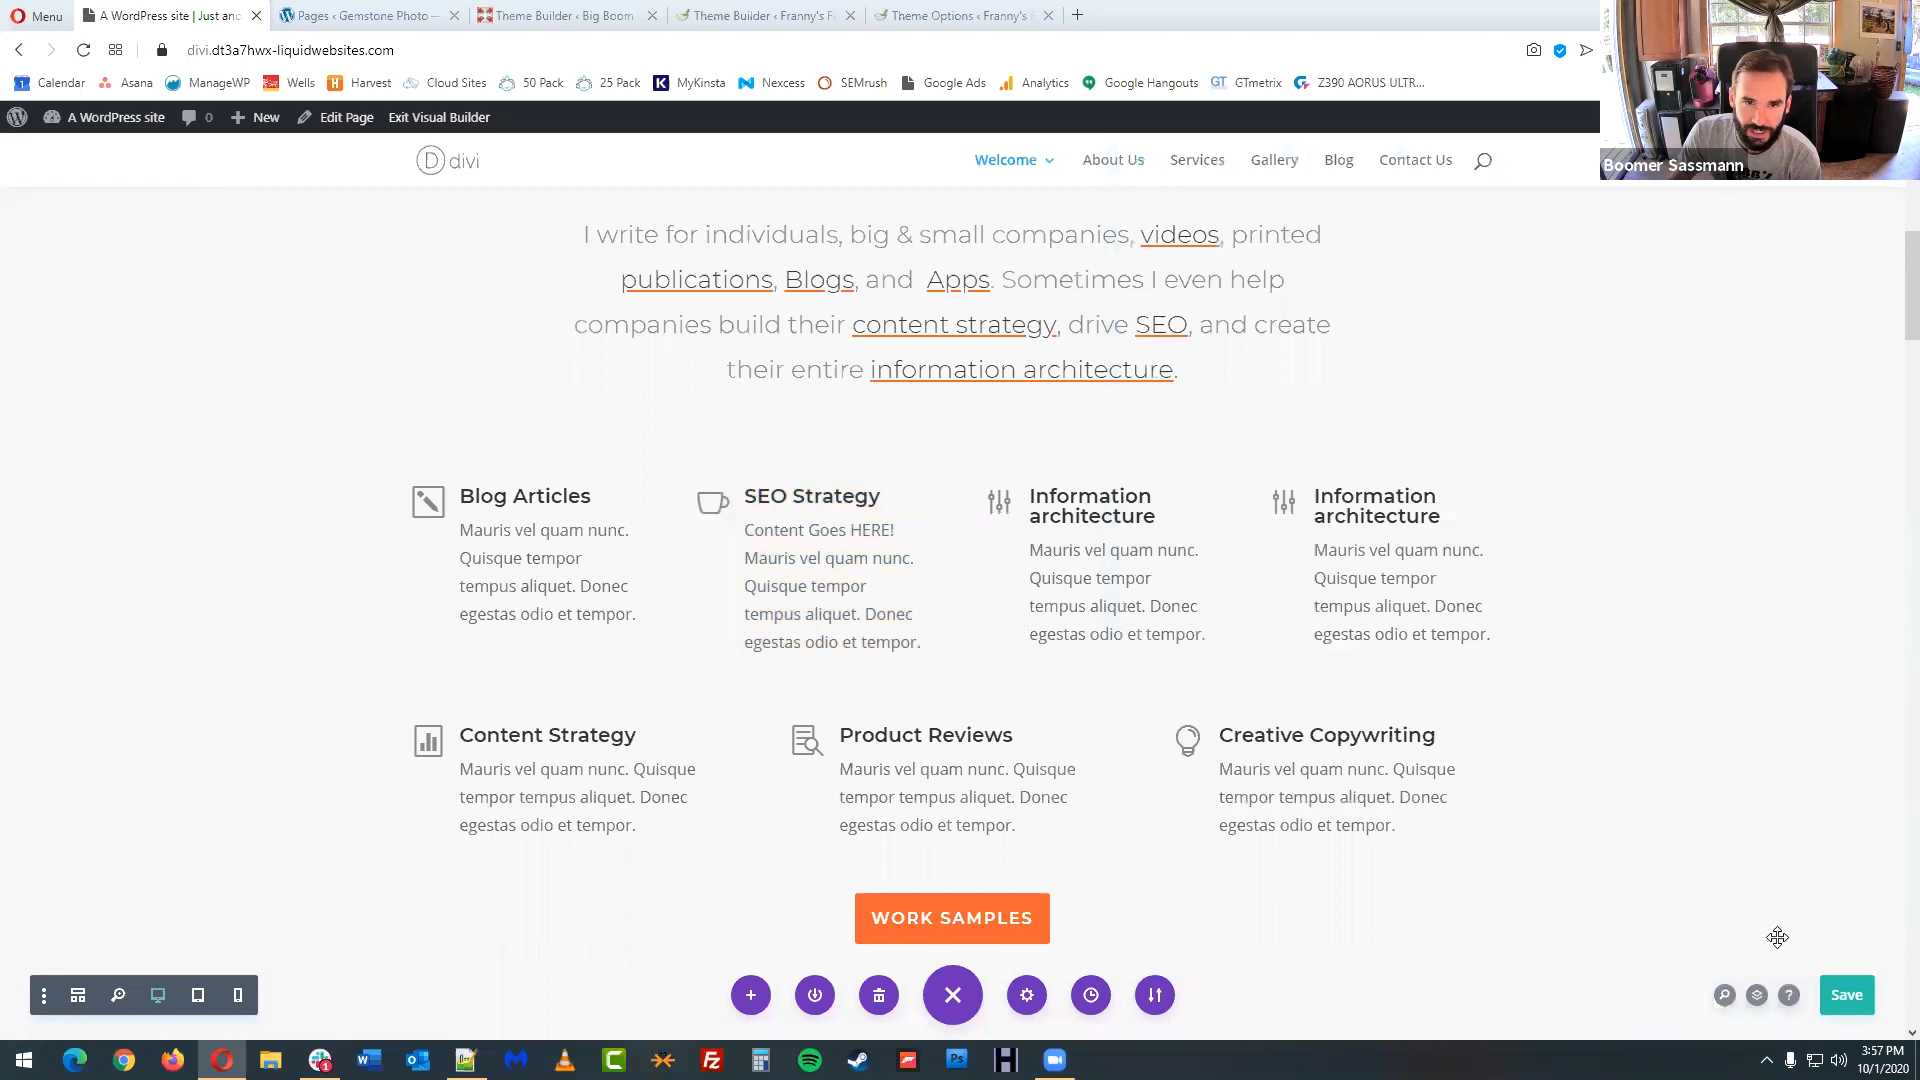 Menu
A WordPress site | Just and
Pages ‹ Gemstone Photo —
Theme Builder ‹ Big Boom
Theme Builder ‹ Franny's F
Theme Options ‹ Franny's F
divi.dt3a7hwx-liquidwebsites.com
Calendar
Asana
ManageWP
Wells
Harvest
Cloud Sites
50 Pack
25 Pack
MyKinsta
Nexcess
SEMrush
Google Ads
Analytics
Google Hangouts
GTmetrix
Z390 AORUS ULTR...
A WordPress site
0
New
Edit Page
Exit Visual Builder
Boomer Sassmann
divi
Welcome
About Us
Services
Gallery
Blog
Contact Us
I write for individuals, big & small companies, videos, printed
publications, Blogs, and Apps. Sometimes I even help
companies build their content strategy, drive SEO, and create
their entire information architecture.
Blog Articles
Mauris vel quam nunc.
Quisque tempor
tempus aliquet. Donec
egestas odio et tempor.
SEO Strategy
Content Goes HERE!
Mauris vel quam nunc.
Quisque tempor
tempus aliquet. Donec
egestas odio et tempor.
Information
architecture
Mauris vel quam nunc.
Quisque tempor
tempus aliquet. Donec
egestas odio et tempor.
Information
architecture
Mauris vel quam nunc.
Quisque tempor
tempus aliquet. Donec
egestas odio et tempor.
Content Strategy
Mauris vel quam nunc. Quisque
tempor tempus aliquet. Donec
egestas odio et tempor.
Product Reviews
Mauris vel quam nunc. Quisque
tempor tempus aliquet. Donec
egestas odio et tempor.
Creative Copywriting
Mauris vel quam nunc. Quisque
tempor tempus aliquet. Donec
egestas odio et tempor.
WORK SAMPLES
Save
3:57 PM
10/1/2020